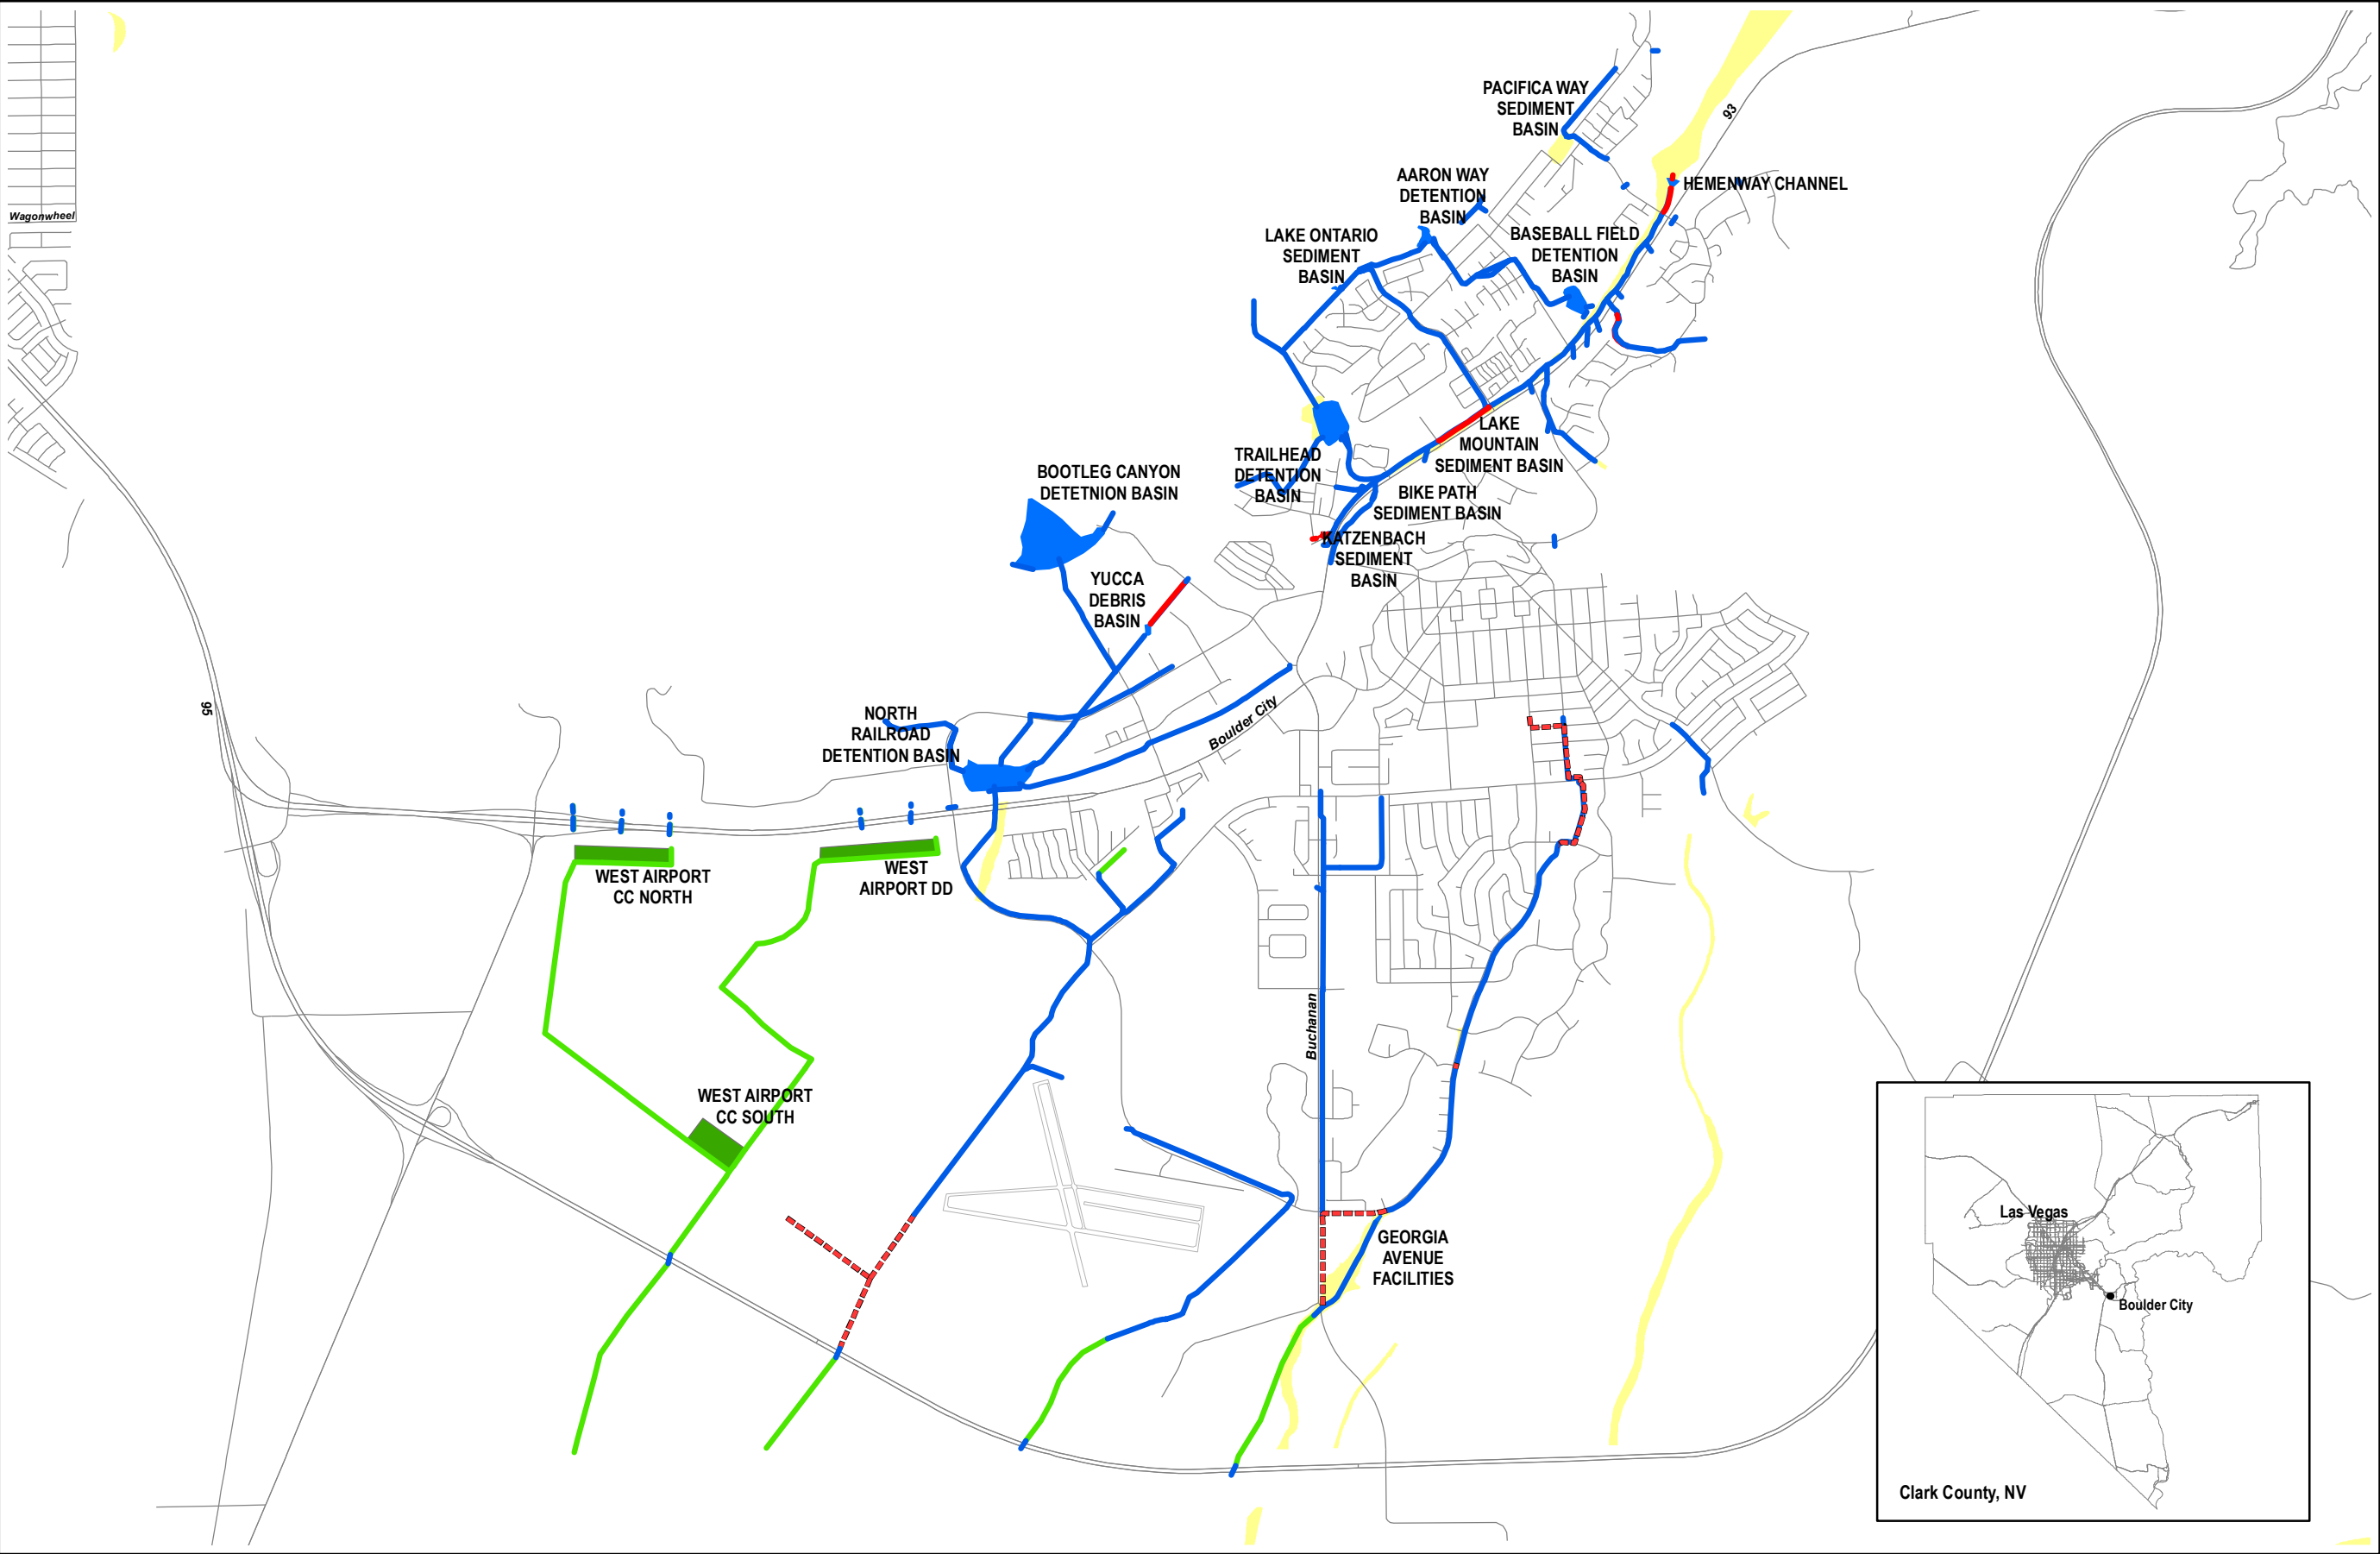 PACIFICA WAY
SEDIMENT
BASIN
93
AARON WAY
DETENTION
BASIN
HEMENWAY CHANNEL
Wagonwheel
LAKE ONTARIO
SEDIMENT
BASIN
BASEBALL FIELD
DETENTION
BASIN
LAKE
MOUNTAIN
SEDIMENT BASIN
TRAILHEAD
DETENTION
BASIN
BOOTLEG CANYON
DETETNION BASIN
BIKE PATH
SEDIMENT BASIN
KATZENBACH
SEDIMENT
BASIN
YUCCA
DEBRIS
BASIN
95
NORTH
RAILROAD
DETENTION BASIN
Boulder City
WEST AIRPORT
CC NORTH
WEST
AIRPORT DD
Buchanan
WEST AIRPORT
CC SOUTH
GEORGIA
AVENUE
FACILITIES
Las Vegas
Boulder City
Clark County, NV